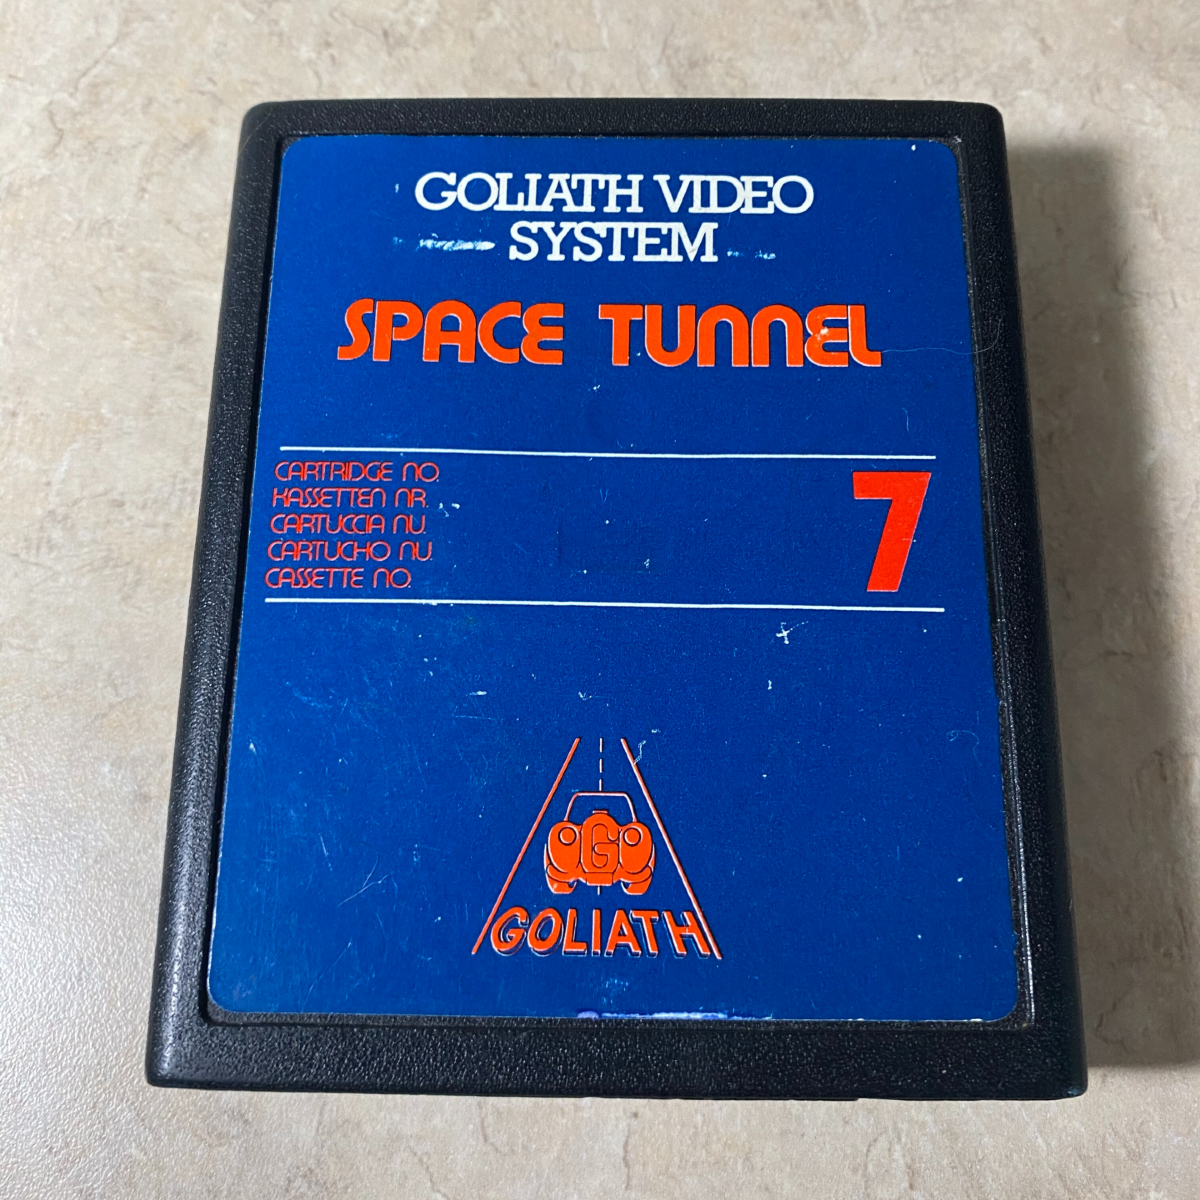 GOLIATH VIDEO
SYSTEM
SPACE TUNNEL
CARTRIDGE NO.
KASSETTEN NR.
CARTUCCIA NU.
CARTUCHO NU.
CASSETTE NO.
7
G
GOLIATH